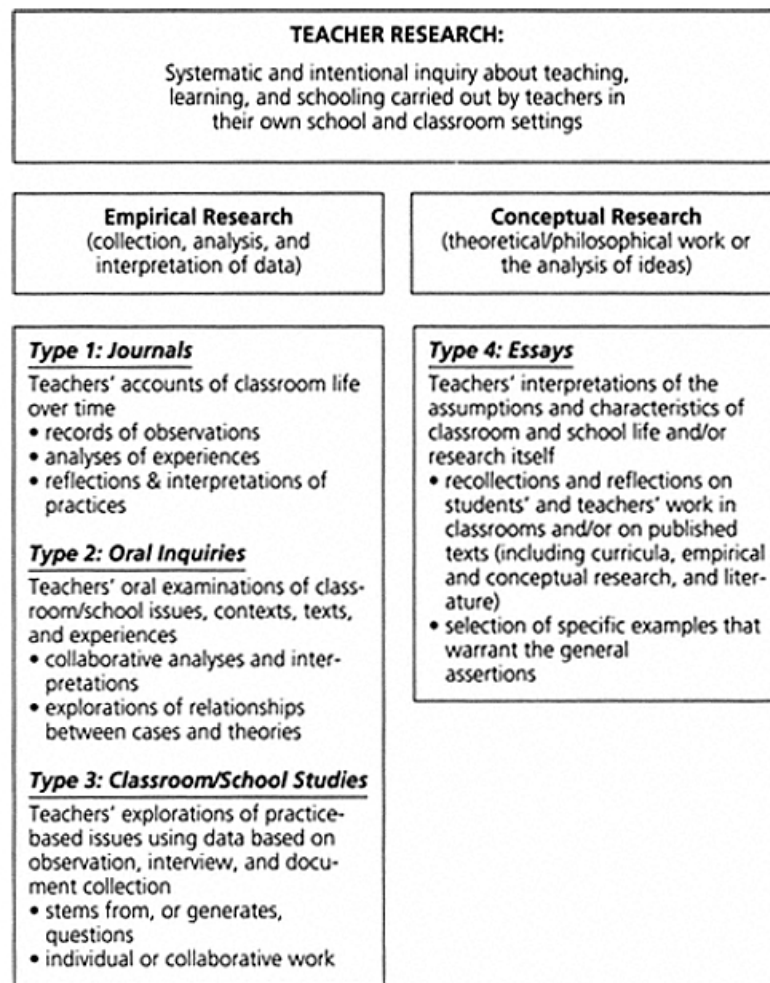 TEACHER RESEARCH:
Systematic and intentional inquiry about teaching,
learning, and schooling carried out by teachers in
their own school and classroom settings
Empirical Research
(collection, analysis, and
interpretation of data)
Conceptual Research
(theoretical/philosophical work or
the analysis of ideas)
Type 1: Journals
Teachers' accounts of classroom life
over time
• records of observations
• analyses of experiences
• reflections & interpretations of
practices
Type 2: Oral Inquiries
Teachers' oral examinations of class-
room/school issues, contexts, texts,
and experiences
• collaborative analyses and inter-
pretations
• explorations of relationships
between cases and theories
Type 3: Classroom/School Studies
Teachers' explorations of practice-
based issues using data based on
observation, interview, and docu-
ment collection
• stems from, or generates,
questions
• individual or collaborative work
Type 4: Essays
Teachers' interpretations of the
assumptions and characteristics of
classroom and school life and/or
research itself
• recollections and reflections on
students' and teachers' work in
classrooms and/or on published
texts (including curricula, empirical
and conceptual research, and liter-
ature)
• selection of specific examples that
warrant the general
assertions